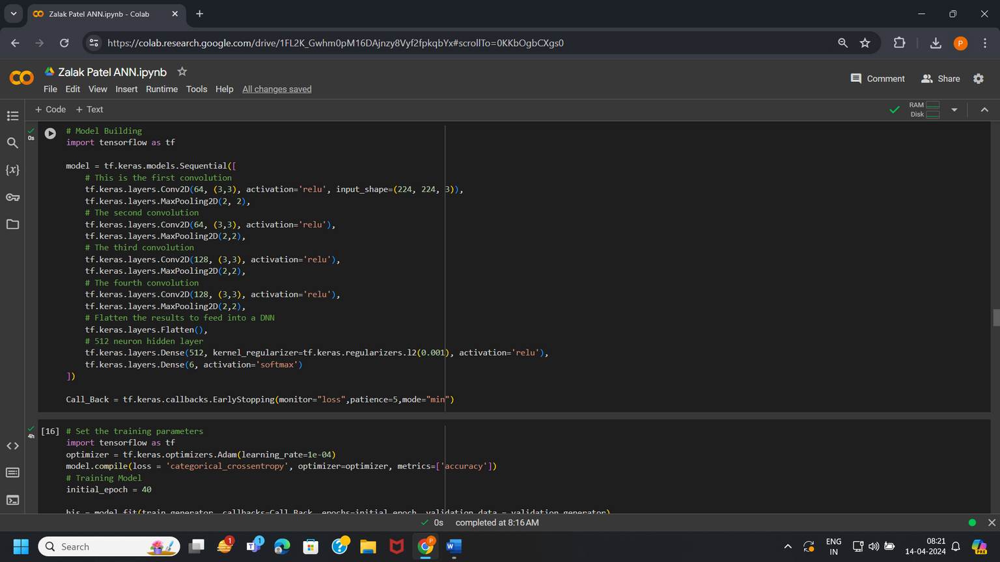 Zalak Patel ANN.ipynb - Colab
https://colab.research.google.com/drive/1FL2K_Gwhm0pM16DAjnzy8Vyf2fpkqbYx#scrollTo=0KKbOgbCXgs0
P
Zalak Patel ANN.ipynb
File Edit View Insert Runtime Tools Help All changes saved
Comment Share
+ Code + Text
RAM
Disk
0s
# Model Building
import tensorflow as tf
model = tf.keras.models.Sequential([
# This is the first convolution
tf.keras.layers.Conv2D(64, (3,3), activation='relu', input_shape=(224, 224, 3)),
tf.keras.layers.MaxPooling2D(2, 2),
# The second convolution
tf.keras.layers.Conv2D(64, (3,3), activation='relu'),
tf.keras.layers.MaxPooling2D(2,2),
# The third convolution
tf.keras.layers.Conv2D(128, (3,3), activation='relu'),
tf.keras.layers.MaxPooling2D(2,2),
# The fourth convolution
tf.keras.layers.Conv2D(128, (3,3), activation='relu'),
tf.keras.layers.MaxPooling2D(2,2),
# Flatten the results to feed into a DNN
tf.keras.layers.Flatten(),
# 512 neuron hidden layer
tf.keras.layers.Dense(512, kernel_regularizer=tf.keras.regularizers.l2(0.001), activation='relu'),
tf.keras.layers.Dense(6, activation='softmax')
])
Call_Back = tf.keras.callbacks.EarlyStopping(monitor="loss",patience=5,mode="min")
4h
[16] # Set the training parameters
import tensorflow as tf
optimizer = tf.keras.optimizers.Adam(learning_rate=1e-04)
model.compile(loss = 'categorical_crossentropy', optimizer=optimizer, metrics=['accuracy'])
# Training Model
initial_epoch = 40
his = model.fit(train_generator, callbacks=Call_Back, epochs=initial_epoch, validation_data = validation_generator)
0s completed at 8:16 AM
Search
1
1
ENG
IN
08:21
14-04-2024
PRE